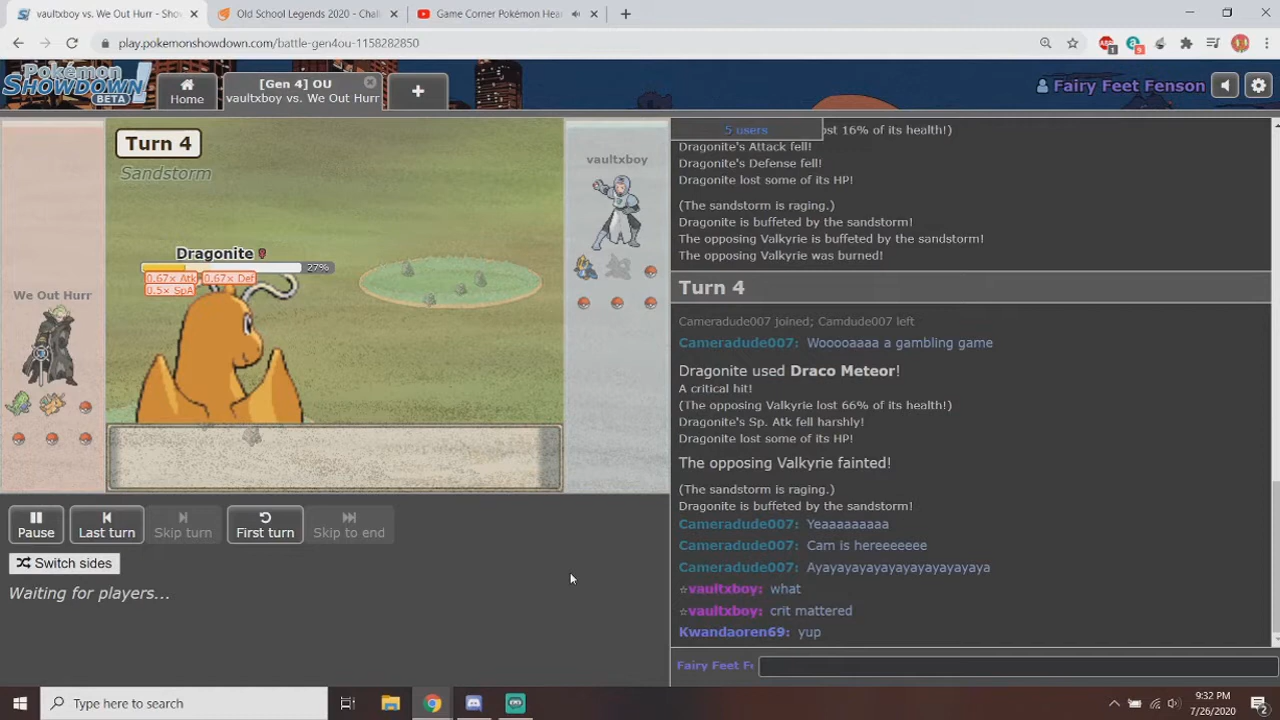 vaultxboy vs. We Out Hurr - Show
Old School Legends 2020 - Chall
Game Corner Pokémon Hear
play.pokemonshowdown.com/battle-gen4ou-1158282850
Pokémon
SHOWDOWN!
BETA
Home
[Gen 4] OU
vaultxboy vs. We Out Hurr
Fairy Feet Fenson
Turn 4
Sandstorm
Dragonite
27%
0.67× Atk 0.67× Def
0.5× SpA
We Out Hurr
vaultxboy
5 users
ost 16% of its health!)
Dragonite's Attack fell!
Dragonite's Defense fell!
Dragonite lost some of its HP!
(The sandstorm is raging.)
Dragonite is buffeted by the sandstorm!
The opposing Valkyrie is buffeted by the sandstorm!
The opposing Valkyrie was burned!
Turn 4
Cameradude007 joined; Camdude007 left
Cameradude007: Wooooaaaa a gambling game
Dragonite used Draco Meteor!
A critical hit!
(The opposing Valkyrie lost 66% of its health!)
Dragonite's Sp. Atk fell harshly!
Dragonite lost some of its HP!
The opposing Valkyrie fainted!
(The sandstorm is raging.)
Dragonite is buffeted by the sandstorm!
Cameradude007: Yeaaaaaaaaa
Cameradude007: Cam is hereeeeeee
Cameradude007: Ayayayayayayayayayayaya
☆vaultxboy: what
☆vaultxboy: crit mattered
Kwandaoren69: yup
Fairy Feet Fe
Pause
Last turn
Skip turn
First turn
Skip to end
Switch sides
Waiting for players...
Type here to search
9:32 PM
7/26/2020